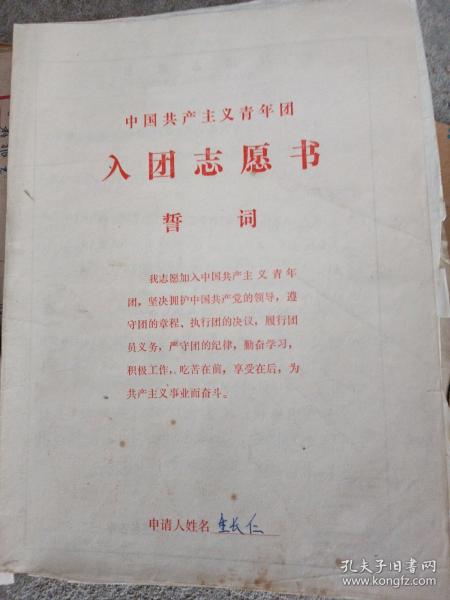 中国共产主义青年团
入团志愿书
誓 词
我志愿加入中国共产主义青年
团，坚决拥护中国共产党的领导，遵
守团的章程、执行团的决议，履行团
员义务，严守团的纪律，勤奋学习，
积极工作，吃苦在前，享受在后，为
共产主义事业而奋斗。
申请人姓名 长仁
孔夫子旧书网
www.kongfz.com